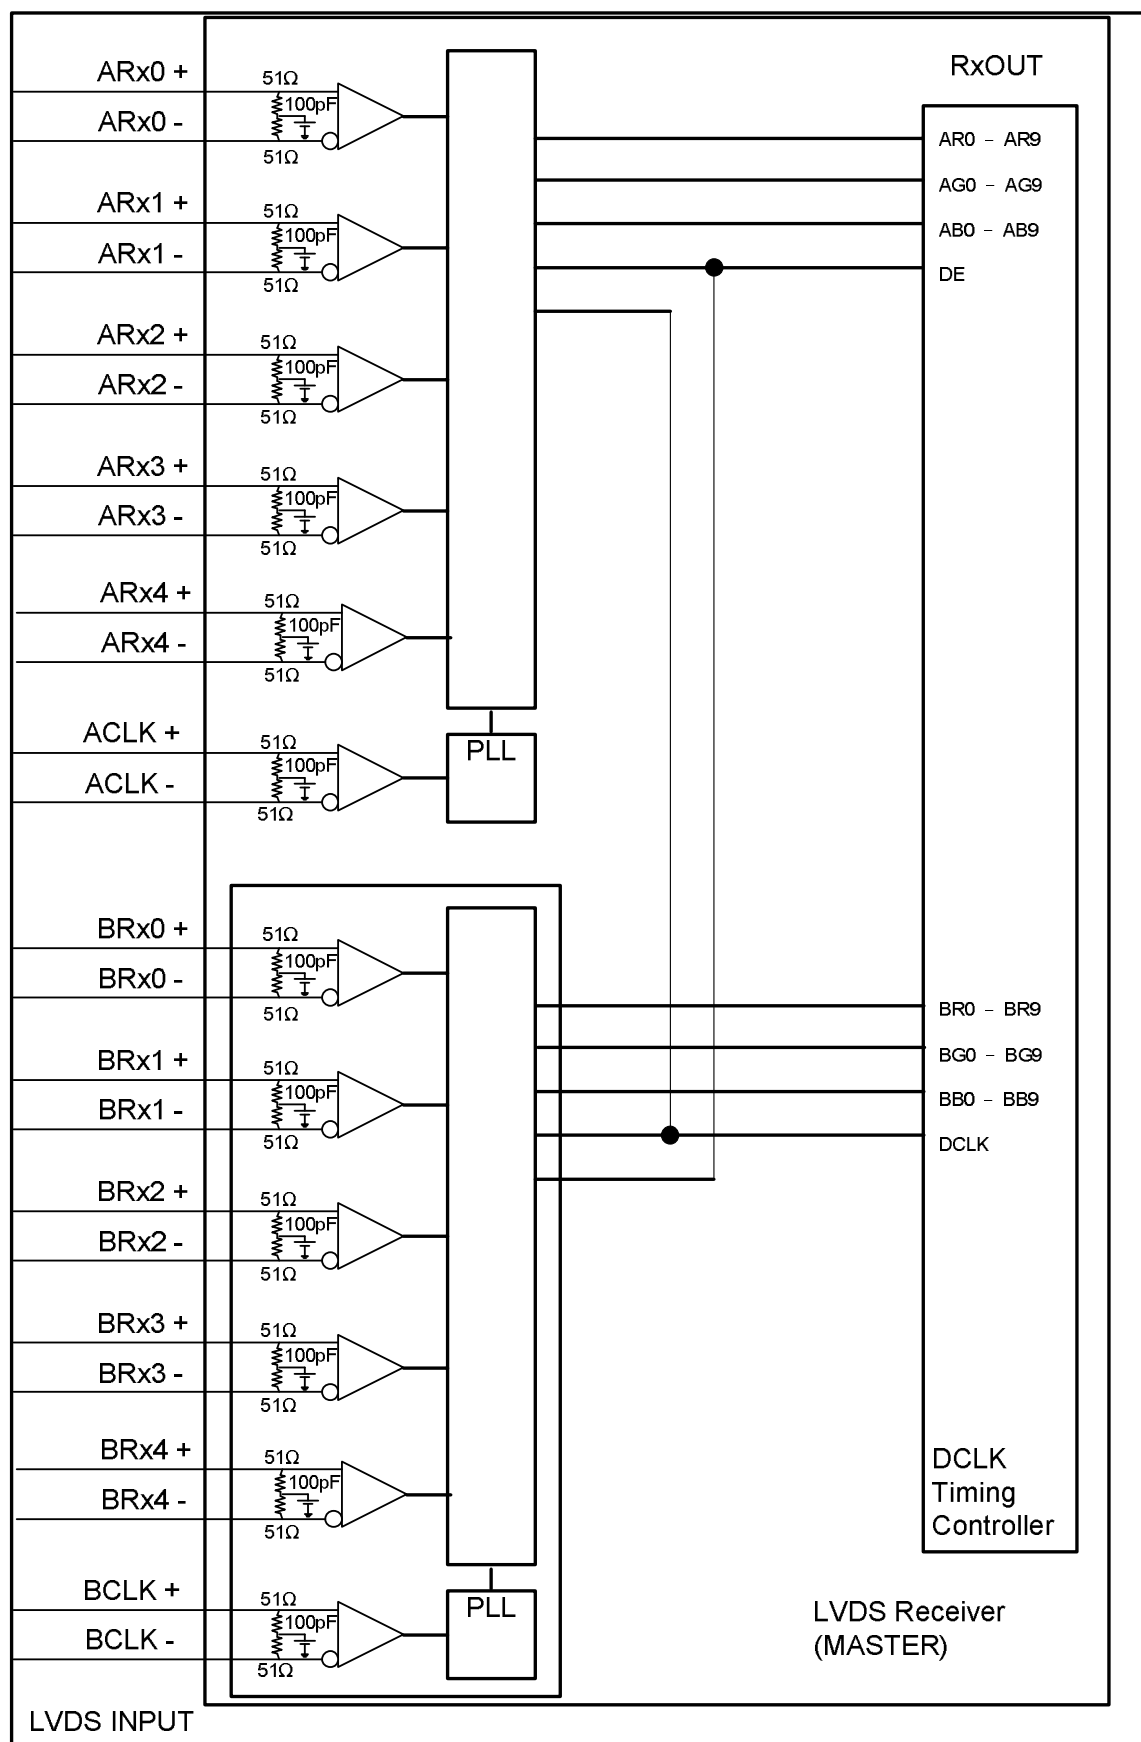 RxOUT
ARx0 +
51Ω
100pF
ARx0 -
51Ω
AR0 - AR9
AG0 - AG9
ARx1 +
51Ω
100pF
AB0 - AB9
ARx1 -
51Ω
DE
ARx2 +
51Ω
100pF
ARx2 -
51Ω
ARx3 +
51Ω
100pF
ARx3 -
51Ω
ARx4 +
51Ω
100pF
ARx4 -
51Ω
ACLK +
51Ω
PLL
100pF
ACLK -
51Ω
BRx0 +
51Ω
100pF
BRx0 -
51Ω
BR0 - BR9
BG0 - BG9
BRx1 +
51Ω
100pF
BB0 - BB9
BRx1 -
51Ω
DCLK
BRx2 +
51Ω
100pF
BRx2 -
51Ω
BRx3 +
51Ω
100pF
BRx3 -
51Ω
BRx4 +
51Ω
100pF
BRx4 -
51Ω
DCLK
Timing
Controller
BCLK +
51Ω
PLL
100pF
BCLK -
51Ω
LVDS Receiver
(MASTER)
LVDS INPUT